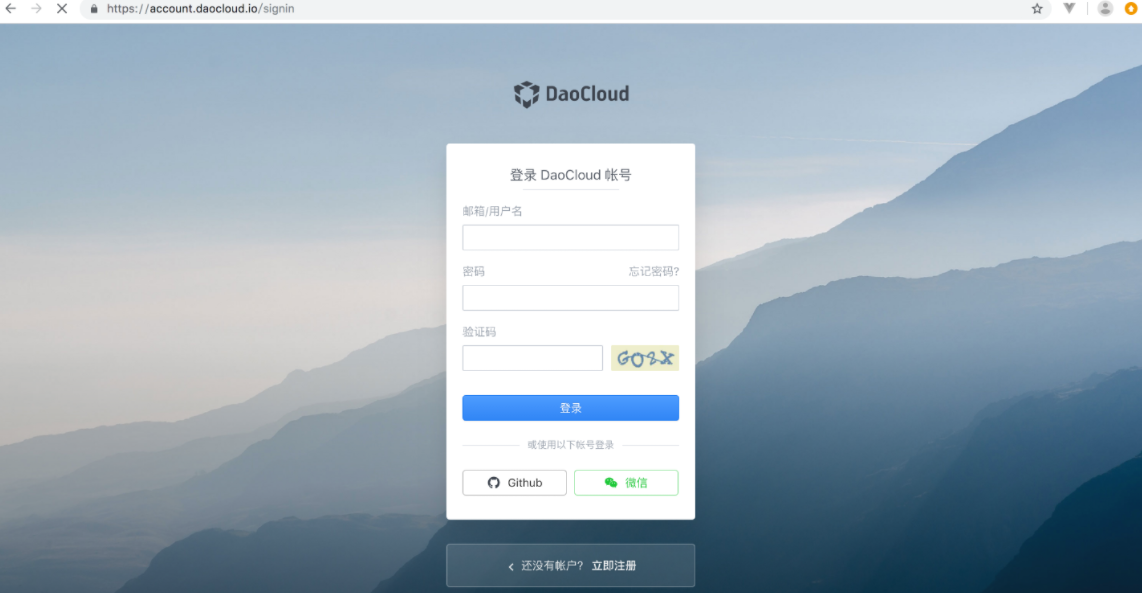 https://account.daocloud.io/signin
DaoCloud
登录 DaoCloud 帐号
邮箱/用户名
密码 忘记密码?
验证码
GO8X
登录
或使用以下帐号登录
Github 微信
还没有帐户? 立即注册